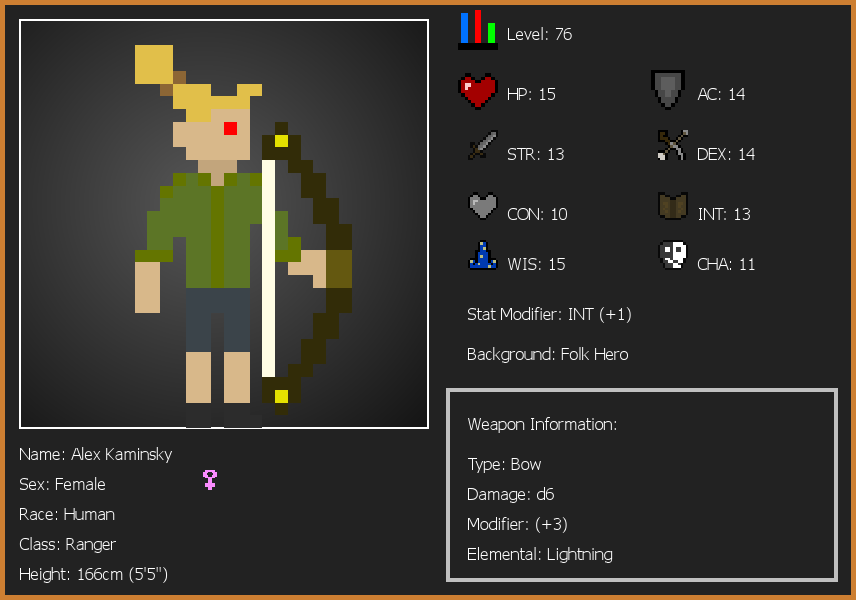 Level: 76
HP: 15
AC: 14
STR: 13
DEX: 14
CON: 10
INT: 13
WIS: 15
CHA: 11
Stat Modifier: INT (+1)
Background: Folk Hero
Weapon Information:
Type: Bow
Damage: d6
Modifier: (+3)
Elemental: Lightning
Name: Alex Kaminsky
Sex: Female
Race: Human
Class: Ranger
Height: 166cm (5'5")